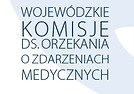 WOJEWÓDZKIE
KOMISJE
DS. ORZEKANIA
O ZDARZENIACH
MEDYCZNYCH